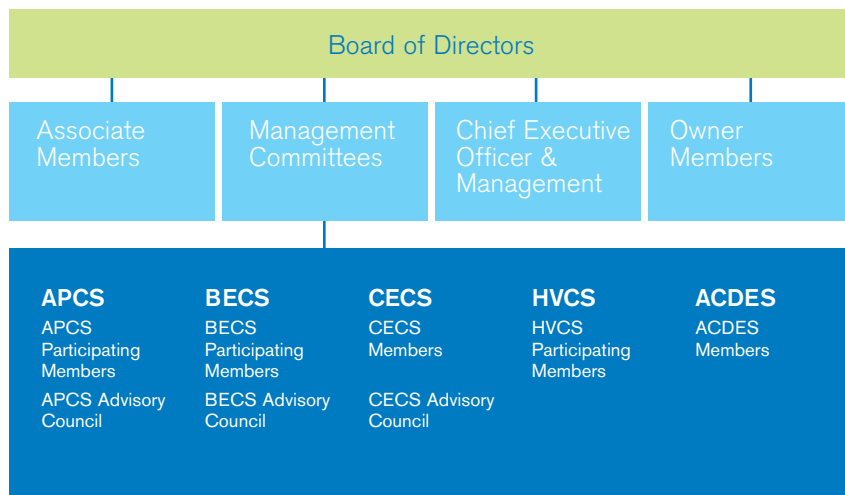 Board of Directors
Associate
Members
Management
Committees
Chief Executive
Officer &
Management
Owner
Members
APCS
APCS
Participating
Members
APCS Advisory
Council
BECS
BECS
Participating
Members
BECS Advisory
Council
CECS
CECS
Members
CECS Advisory
Council
HVCS
HVCS
Participating
Members
ACDES
ACDES
Members